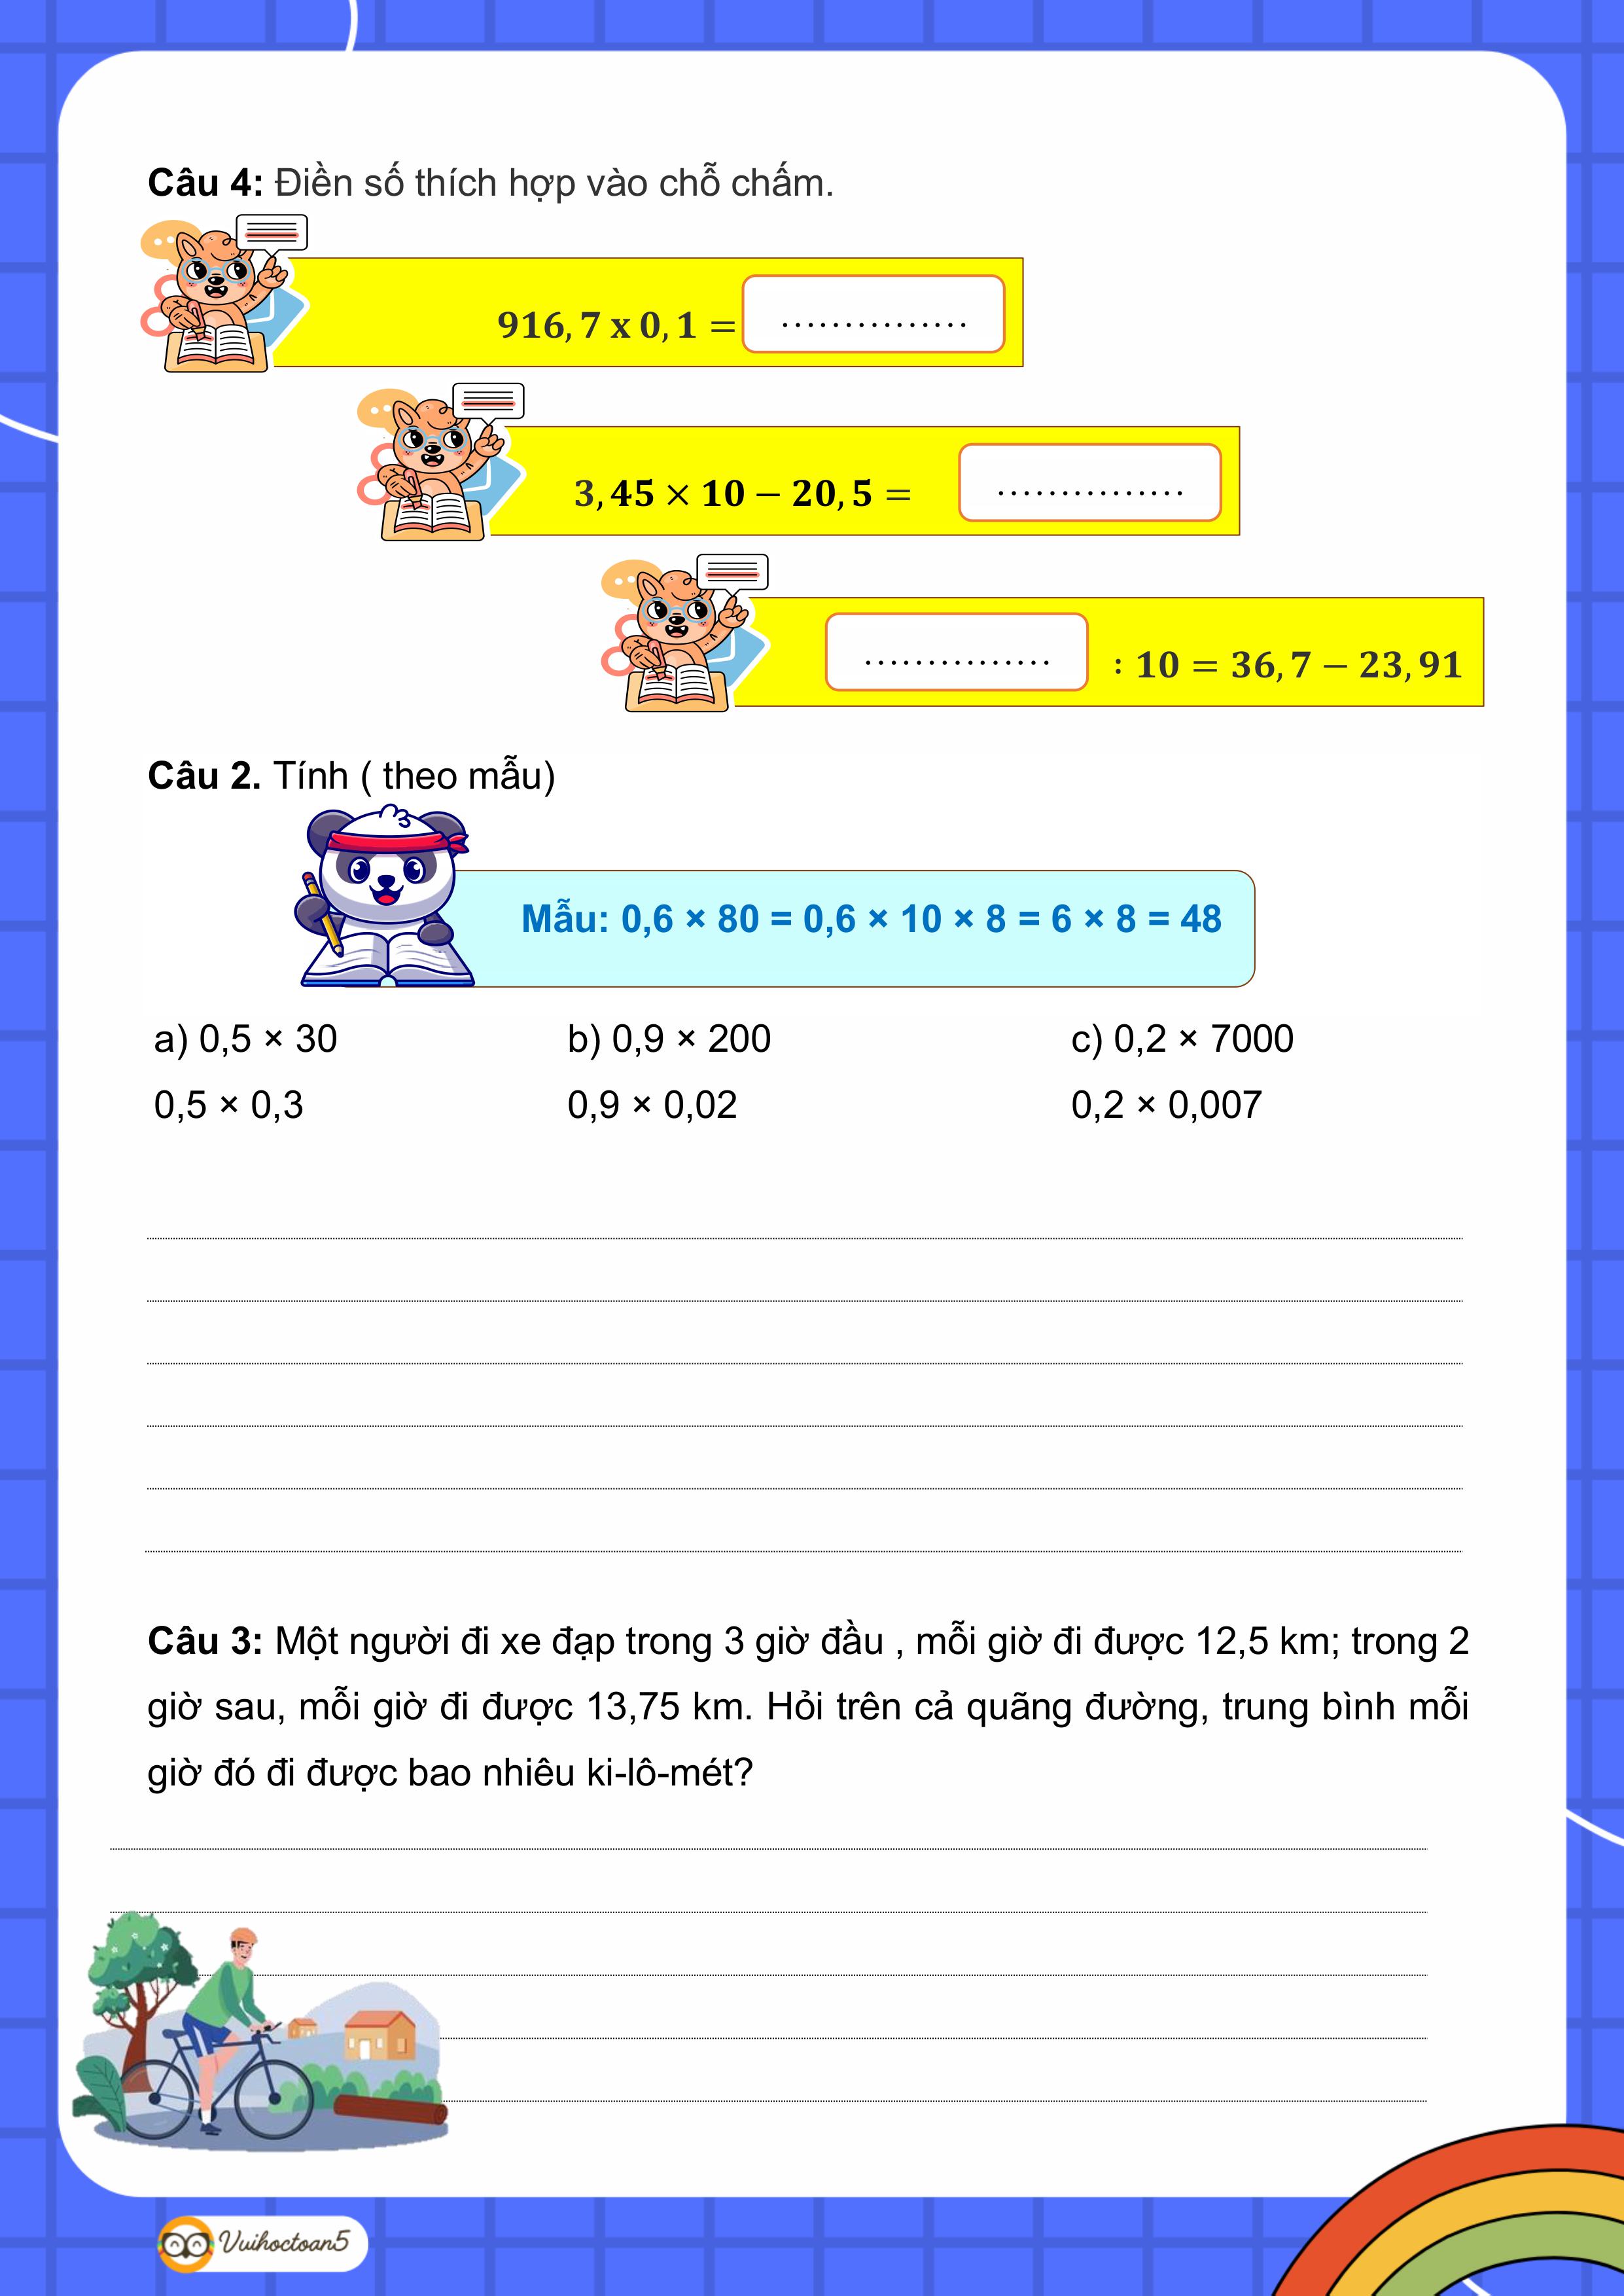 Câu 4: Điền số thích hợp vào chỗ chấm.
916,7 x 0,1 = ...............
3,45 × 10 − 20,5 = ...............
............... : 10 = 36,7 − 23,91
Câu 2. Tính ( theo mẫu)
Mẫu: 0,6 × 80 = 0,6 × 10 × 8 = 6 × 8 = 48
a) 0,5 × 30 b) 0,9 × 200 c) 0,2 × 7000
0,5 × 0,3 0,9 × 0,02 0,2 × 0,007
Câu 3: Một người đi xe đạp trong 3 giờ đầu , mỗi giờ đi được 12,5 km; trong 2
giờ sau, mỗi giờ đi được 13,75 km. Hỏi trên cả quãng đường, trung bình mỗi
giờ đó đi được bao nhiêu ki-lô-mét?
Vuihoctoan5